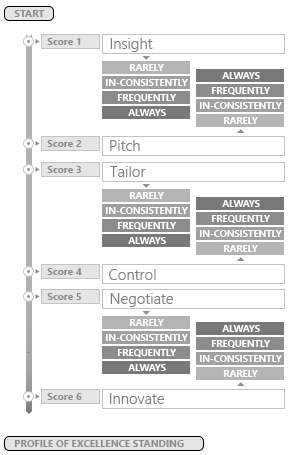 START
Score 1 Insight
RARELY
IN-CONSISTENTLY
FREQUENTLY
ALWAYS
ALWAYS
FREQUENTLY
IN-CONSISTENTLY
RARELY
Score 2 Pitch
Score 3 Tailor
RARELY
IN-CONSISTENTLY
FREQUENTLY
ALWAYS
ALWAYS
FREQUENTLY
IN-CONSISTENTLY
RARELY
Score 4 Control
Score 5 Negotiate
RARELY
IN-CONSISTENTLY
FREQUENTLY
ALWAYS
ALWAYS
FREQUENTLY
IN-CONSISTENTLY
RARELY
Score 6 Innovate
PROFILE OF EXCELLENCE STANDING